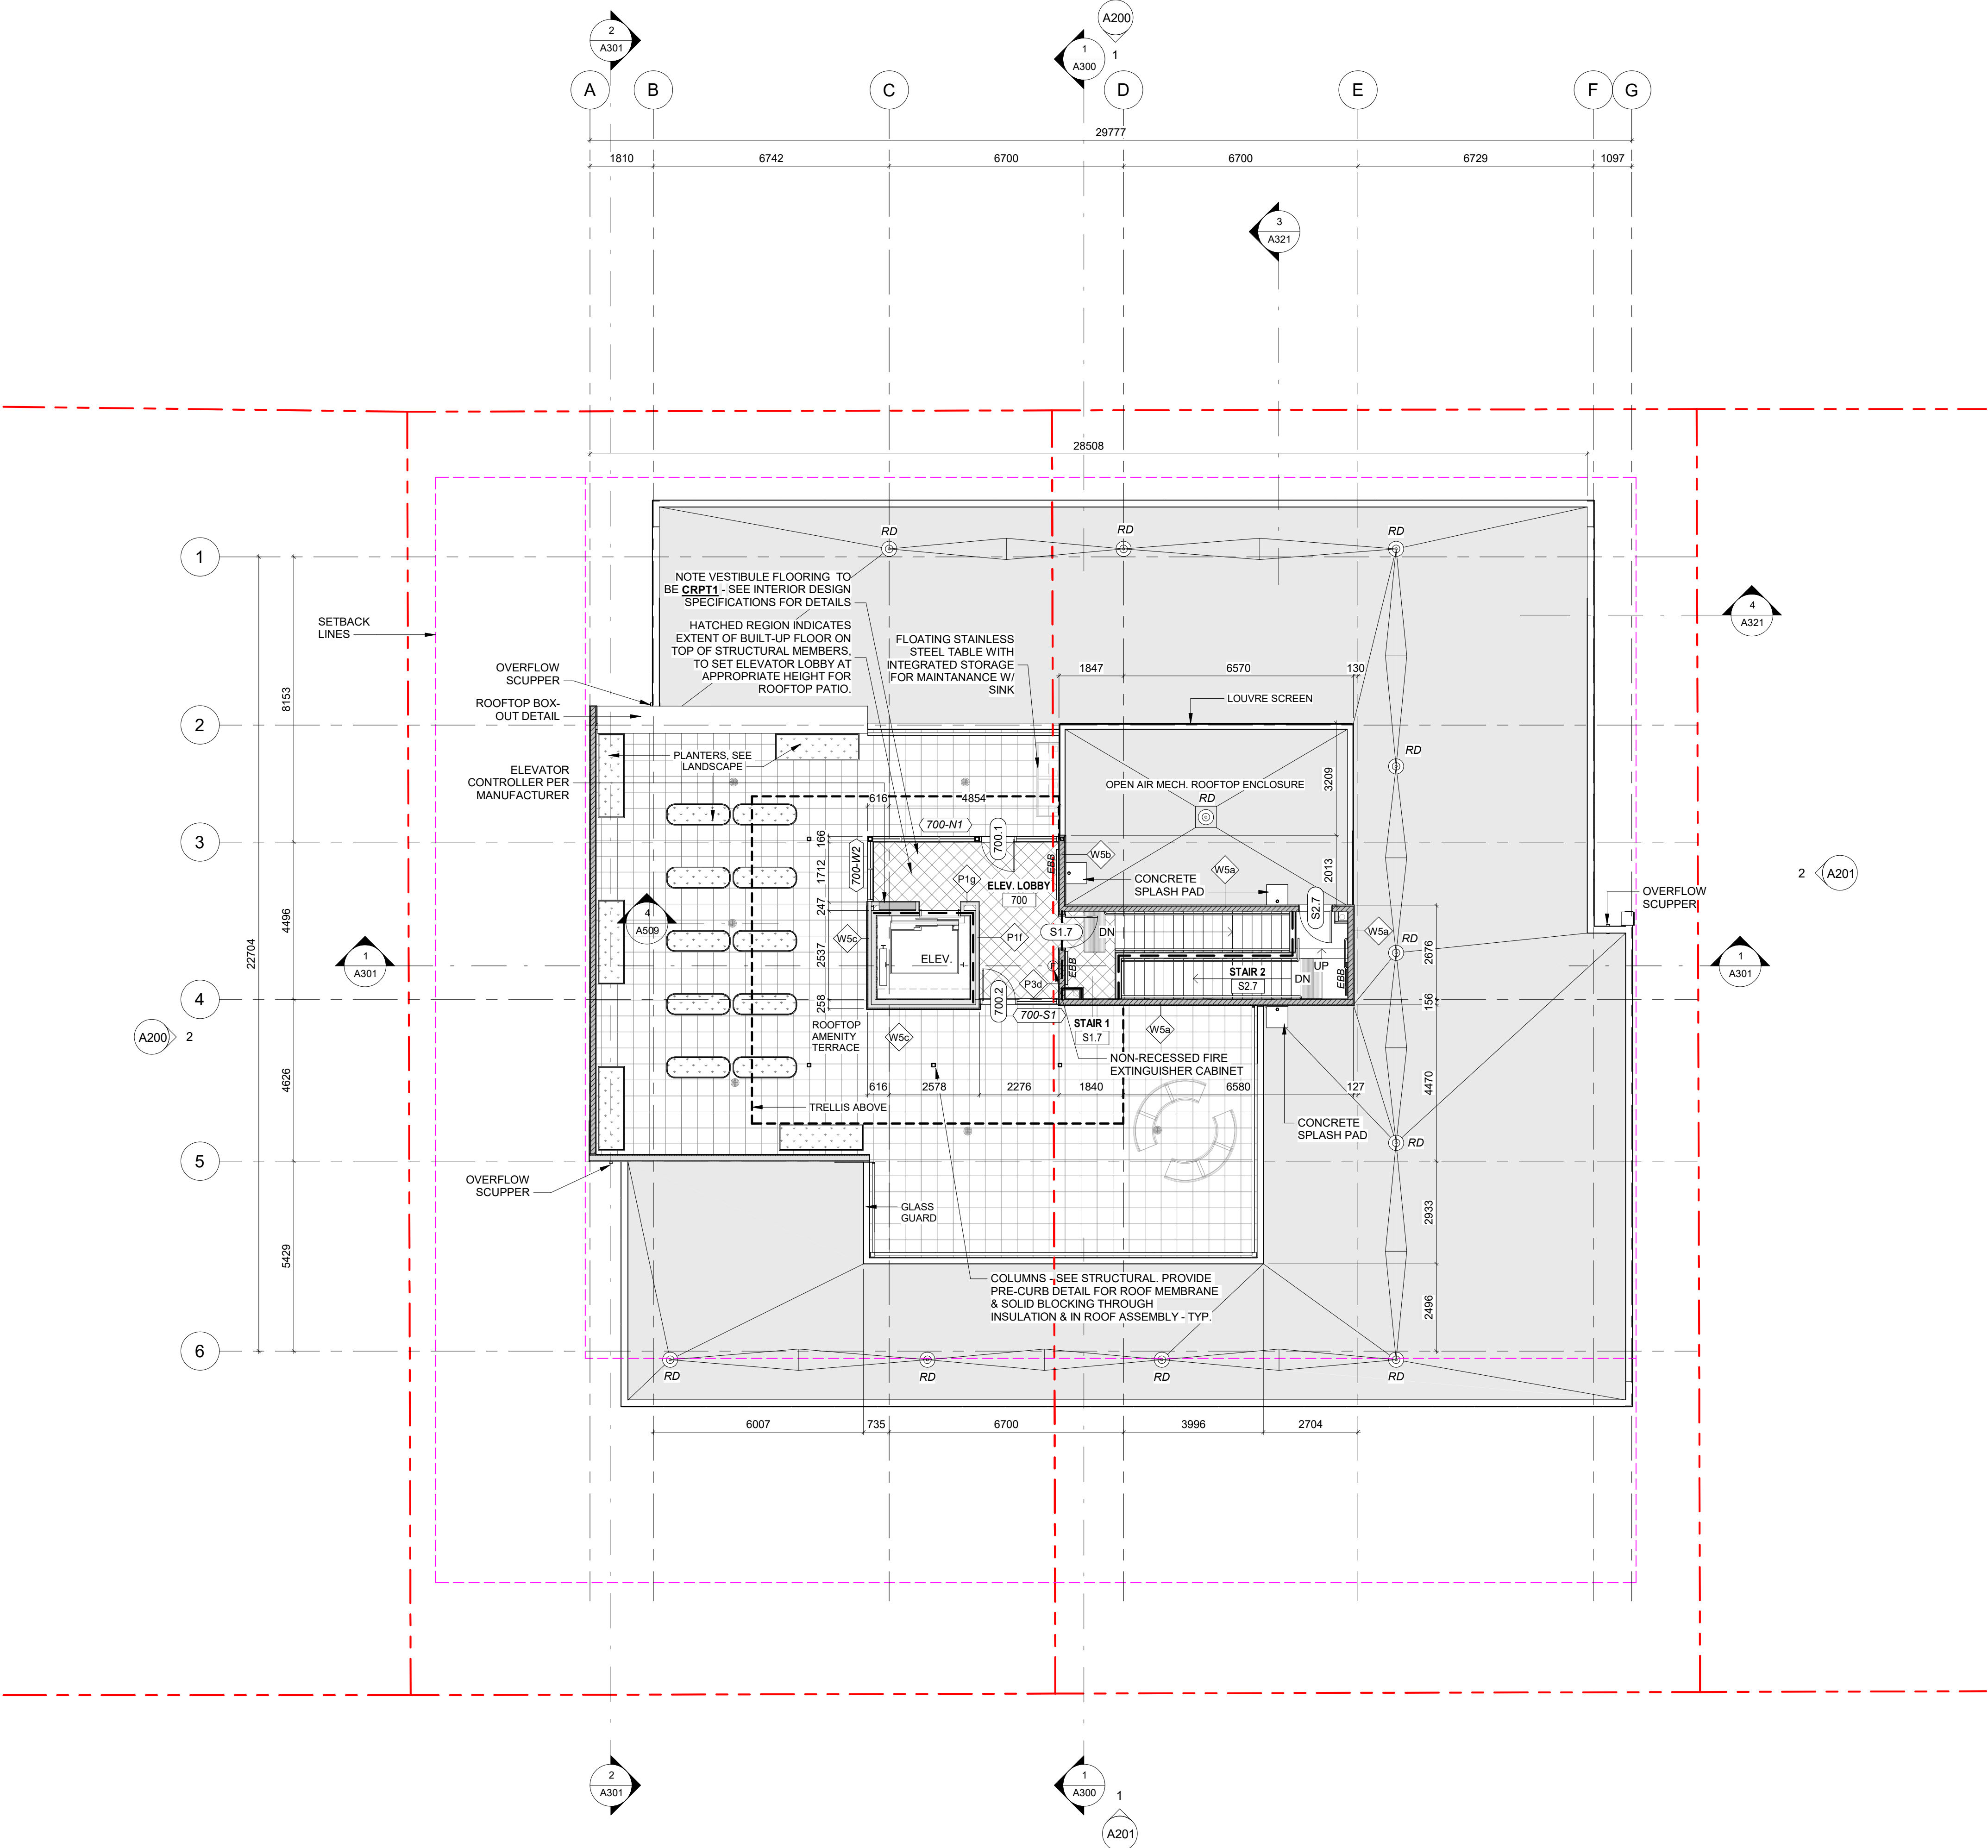 A200
1
2
A301
1
A300
A
B
C
D
E
F
G
29777
1810
6742
6700
6700
6729
1097
3
A321
28508
1
2
3
4
5
6
22704
8153
4496
4626
5429
SETBACK
LINES
RD
RD
NOTE VESTIBULE FLOORING TO
BE CRPT1 - SEE INTERIOR DESIGN
SPECIFICATIONS FOR DETAILS
HATCHED REGION INDICATES
EXTENT OF BUILT-UP FLOOR ON
TOP OF STRUCTURAL MEMBERS,
TO SET ELEVATOR LOBBY AT
APPROPRIATE HEIGHT FOR
ROOFTOP PATIO.
FLOATING STAINLESS
STEEL TABLE WITH
INTEGRATED STORAGE
FOR MAINTANANCE W/
SINK
RD
4
A321
OVERFLOW
SCUPPER
ROOFTOP BOX-
OUT DETAIL
1847
6570
130
LOUVRE SCREEN
ELEVATOR
CONTROLLER PER
MANUFACTURER
PLANTERS, SEE
LANDSCAPE
RD
OPEN AIR MECH. ROOFTOP ENCLOSURE
RD
3209
2013
616
4854
700-N1
700.1
700-W2
166
1712
247
2537
258
P1g
ELEV. LOBBY
700
EBB
W5b
W5a
CONCRETE
SPLASH PAD
S2.7
2
A201
OVERFLOW
SCUPPER
4
A509
W5c
P1f
S1.7
DN
W5a
RD
2676
1
A301
1
A301
ELEV.
EBB
P3d
STAIR 2
S2.7
DN
UP
EBB
156
A200
2
700.2
700-S1
ROOFTOP
AMENITY
TERRACE
W5c
STAIR 1
S1.7
W5a
NON-RECESSED FIRE
EXTINGUISHER CABINET
616
2578
2276
1840
6580
127
4470
TRELLIS ABOVE
CONCRETE
SPLASH PAD
RD
OVERFLOW
SCUPPER
GLASS
GUARD
2933
COLUMNS - SEE STRUCTURAL. PROVIDE
PRE-CURB DETAIL FOR ROOF MEMBRANE
& SOLID BLOCKING THROUGH
INSULATION & IN ROOF ASSEMBLY - TYP.
2496
RD
RD
RD
RD
6007
735
6700
3996
2704
2
A301
1
A300
1
A201